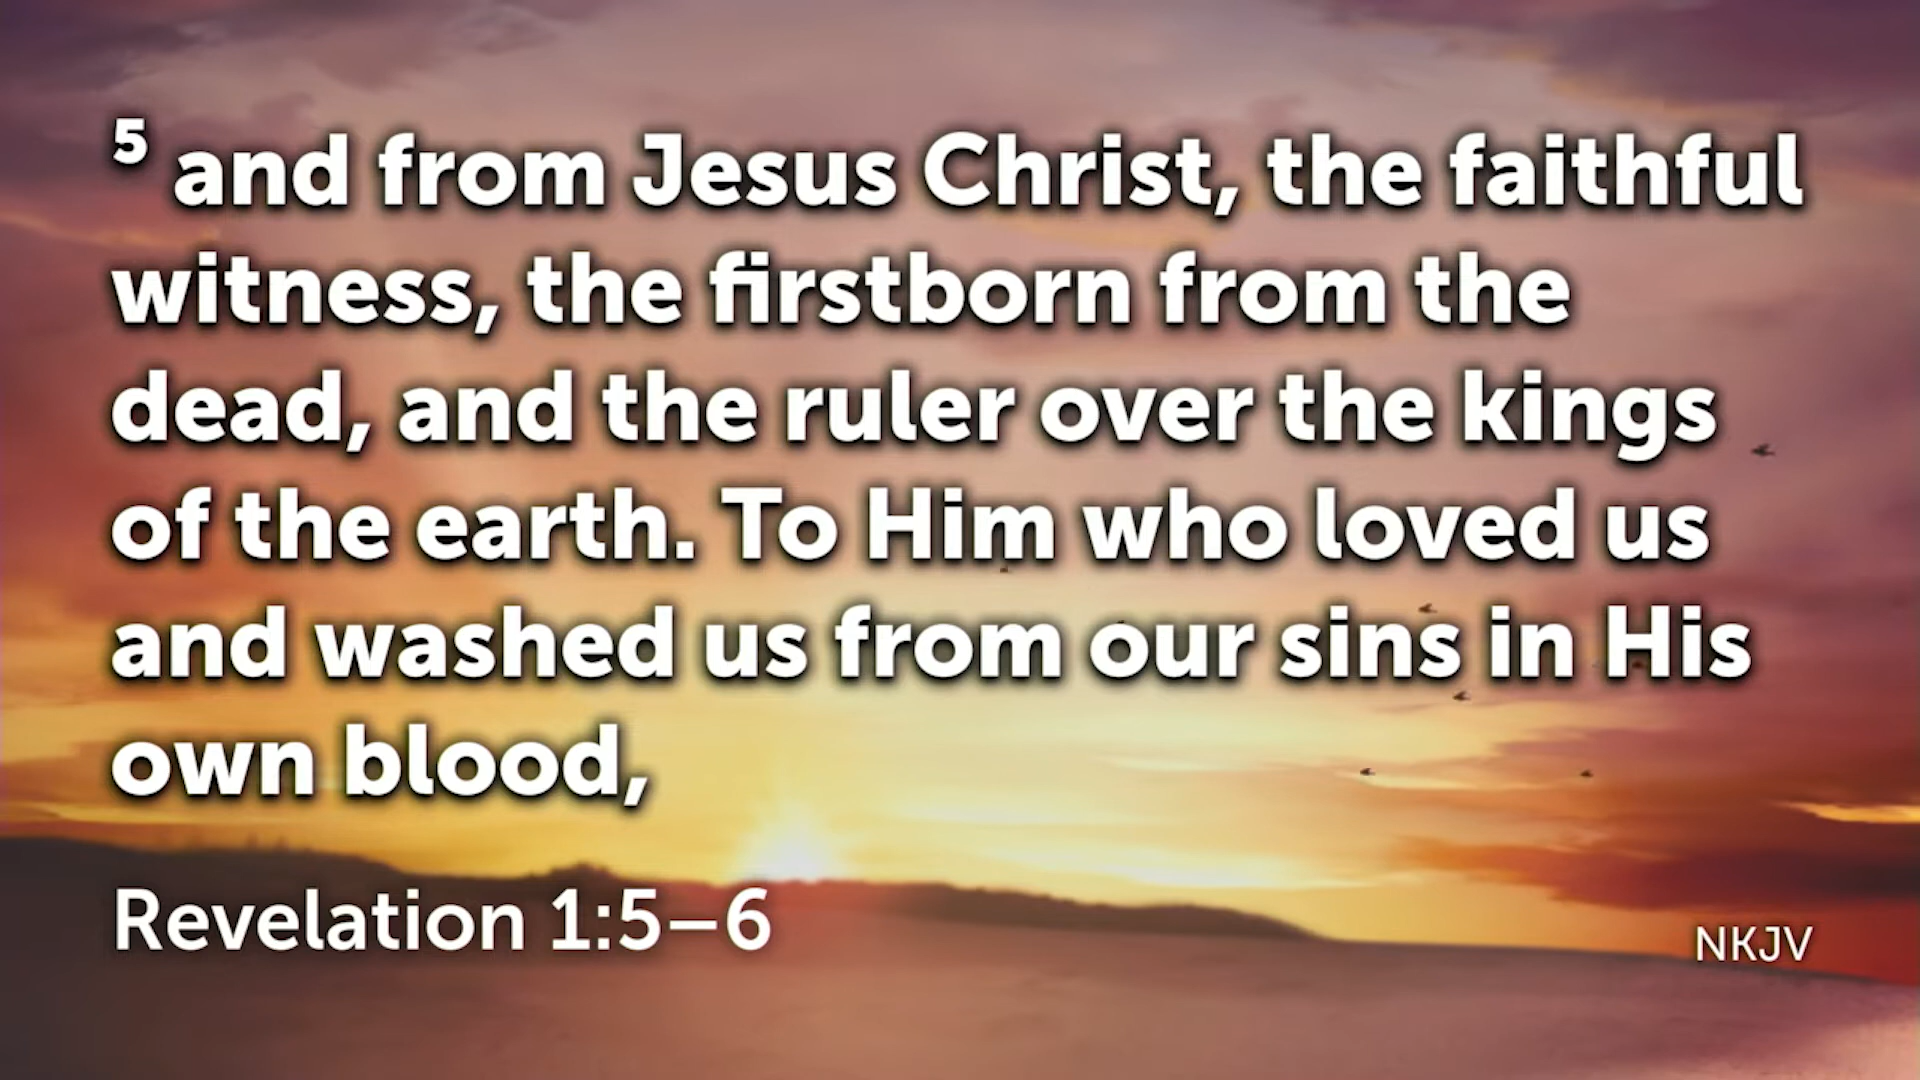 5 and from Jesus Christ, the faithful
witness, the firstborn from the
dead, and the ruler over the kings
of the earth. To Him who loved us
and washed us from our sins in His
own blood,
Revelation 1:5–6
NKJV